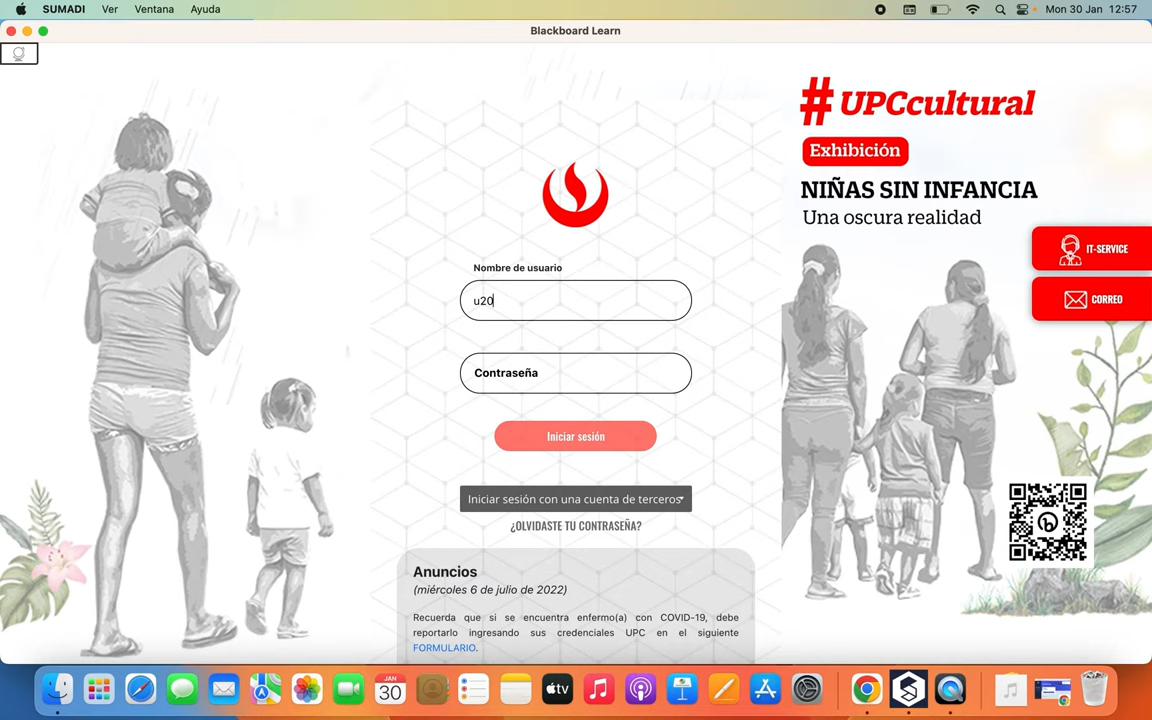 SUMADI Ver Ventana Ayuda Mon 30 Jan 12:57
Blackboard Learn
#UPCcultural
Exhibición
NIÑAS SIN INFANCIA
Una oscura realidad
IT-SERVICE
CORREO
Nombre de usuario
u20
Contraseña
Iniciar sesión
Iniciar sesión con una cuenta de terceros
¿OLVIDASTE TU CONTRASEÑA?
Anuncios
(miércoles 6 de julio de 2022)
Recuerda que si se encuentra enfermo(a) con COVID-19, debe
reportarlo ingresando sus credenciales UPC en el siguiente
FORMULARIO.
JAN
30
tv